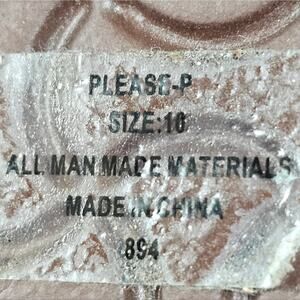 PLEASE-P
SIZE:10
ALL MAN MADE MATERIALS
MADE IN CHINA
894